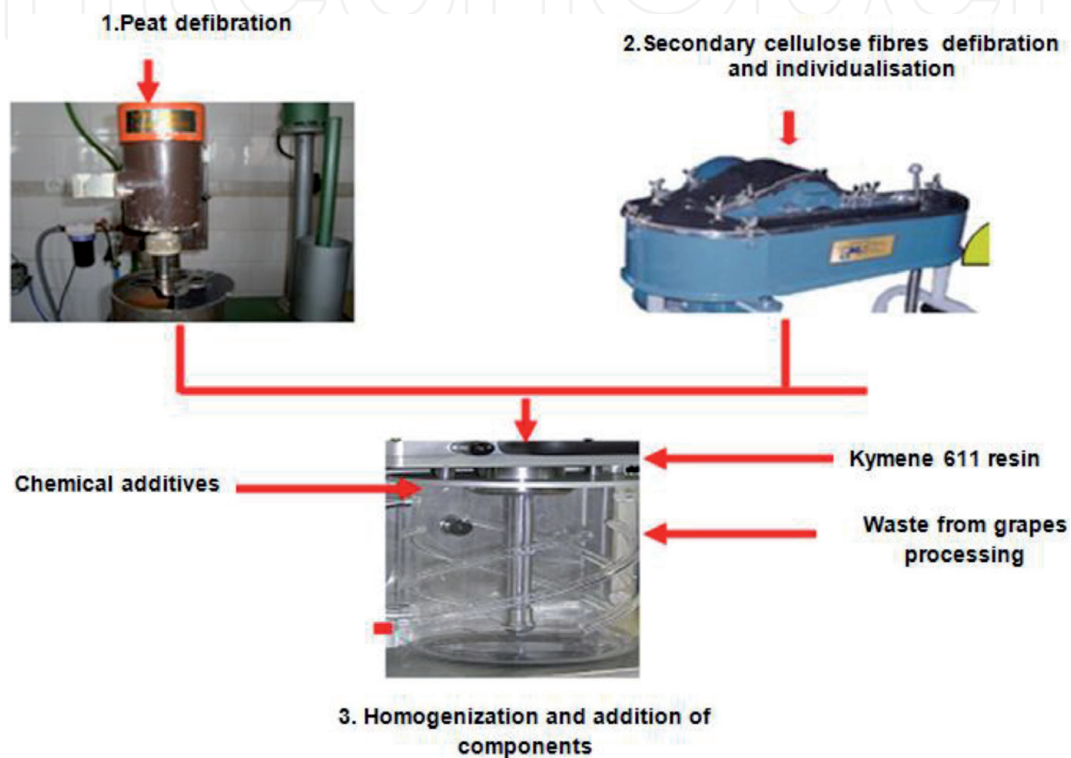 1.Peat defibration
2.Secondary cellulose fibres defibration
and individualisation
Chemical additives
Kymene 611 resin
Waste from grapes
processing
3. Homogenization and addition of
components